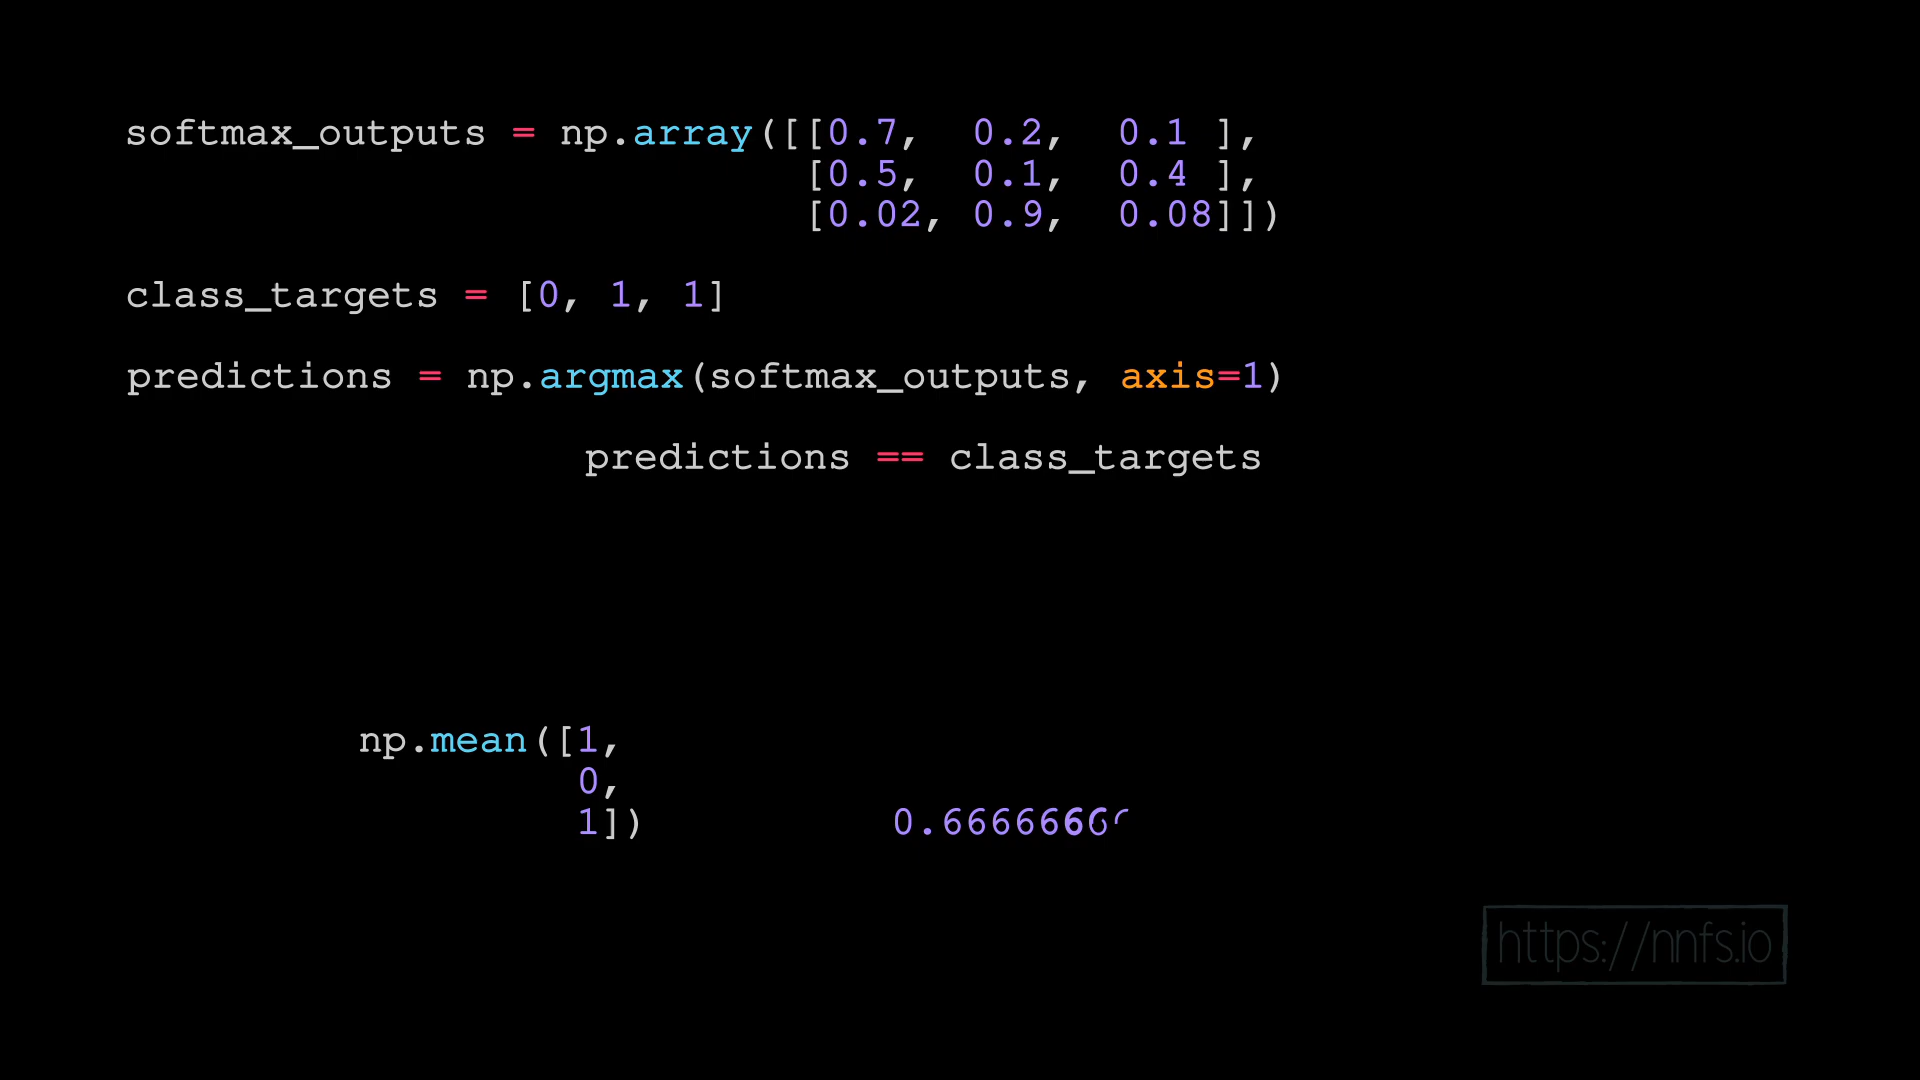 softmax_outputs = np.array([[0.7, 0.2, 0.1 ],
[0.5, 0.1, 0.4 ],
[0.02, 0.9, 0.08]])
class_targets = [0, 1, 1]
predictions = np.argmax(softmax_outputs, axis=1)
predictions == class_targets
np.mean([1,
0,
1]) 0.6666666
https://nnfs.io